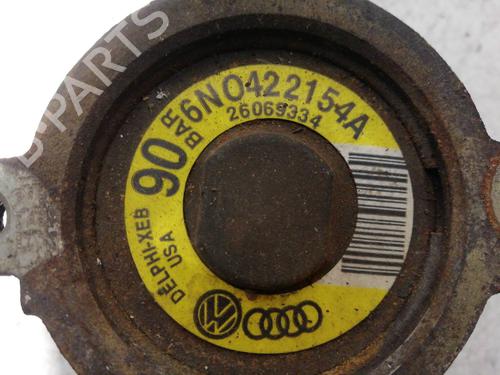 90 BAR
6N0422154A
26069334
DELPHI-XEB
USA
D-PARTS